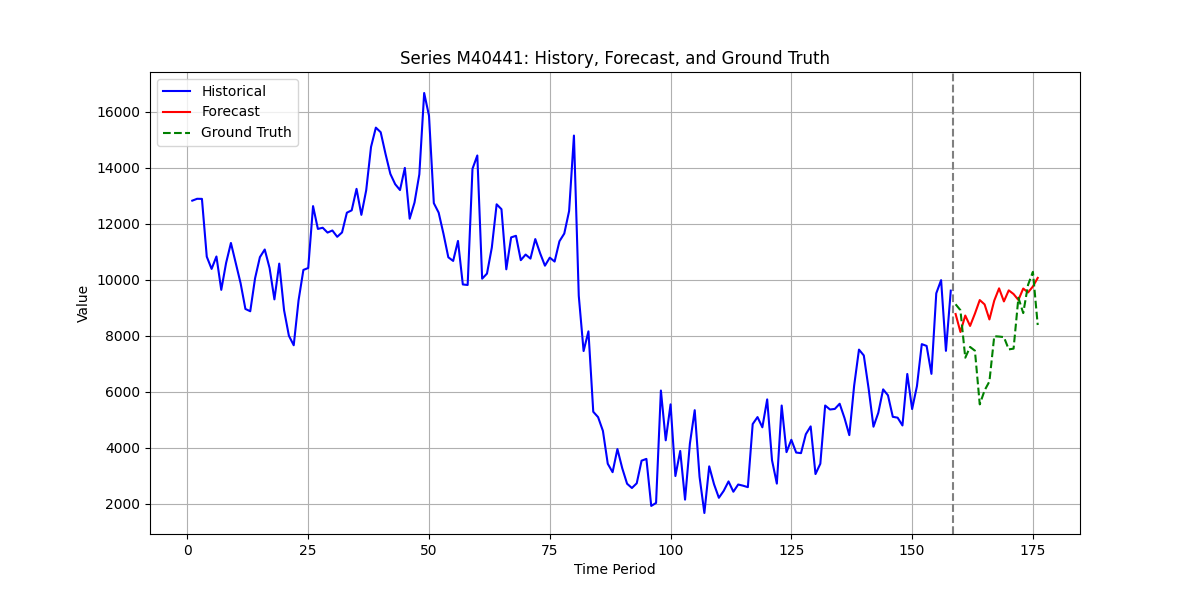 Series M40441: History, Forecast, and Ground Truth
Historical
Forecast
Ground Truth
16000
14000
12000
10000
8000
6000
4000
2000
Value
0 25 50 75 100 125 150 175
Time Period